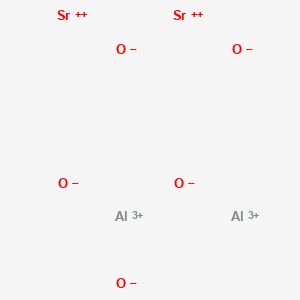 Sr ++ Sr ++
O – O –
O – O –
Al 3+ Al 3+
O –